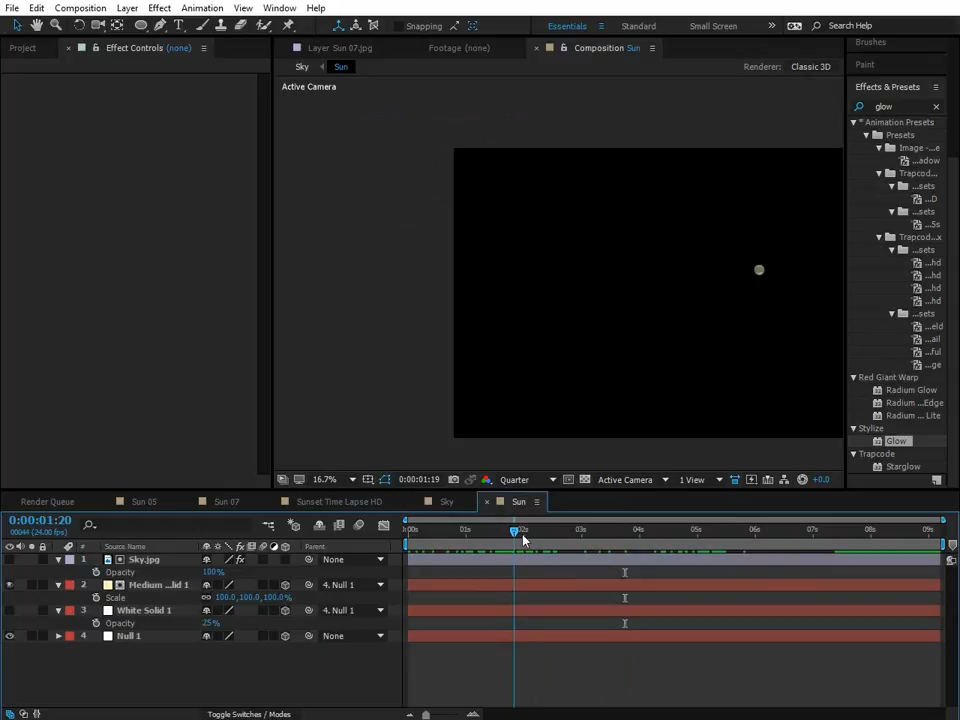 File Edit Composition Layer Effect Animation View Window Help
Snapping Essentials Standard Small Screen » Search Help
Project × Effect Controls (none) Layer Sun 07.jpg Footage (none) × Composition Sun
Brushes
Sky Sun Renderer: Classic 3D Paint
Active Camera
Effects & Presets
glow ×
* Animation Presets
Presets
Image -...e
...adow
Trapcod...
...sets
...D
...sets
...Ss
Trapcod...x
...sets
...hd
...hd
...hd
...hd
...sets
...eld
...ail
...ful
...ge
Red Giant Warp
Radium Glow
Radium ...Edge
Radium ... Lite
Stylize
Glow
Trapcode
Starglow
16.7% 0:00:01:19 Quarter Active Camera 1 View +0.0
Render Queue Sun 05 Sun 07 Sunset Time Lapse HD Sky × Sun
0:00:01:20
00044 (24.00 fps)
:00s 01s 02s 03s 04s 05s 06s 07s 08s 09s
# Source Name fx Parent
1 Sky.jpg fx None
Opacity 100%
2 Medium ...lid 1 4. Null 1
Scale 100.0,100.0,100.0%
3 White Solid 1 4. Null 1
Opacity 25%
4 Null 1 None
Toggle Switches / Modes